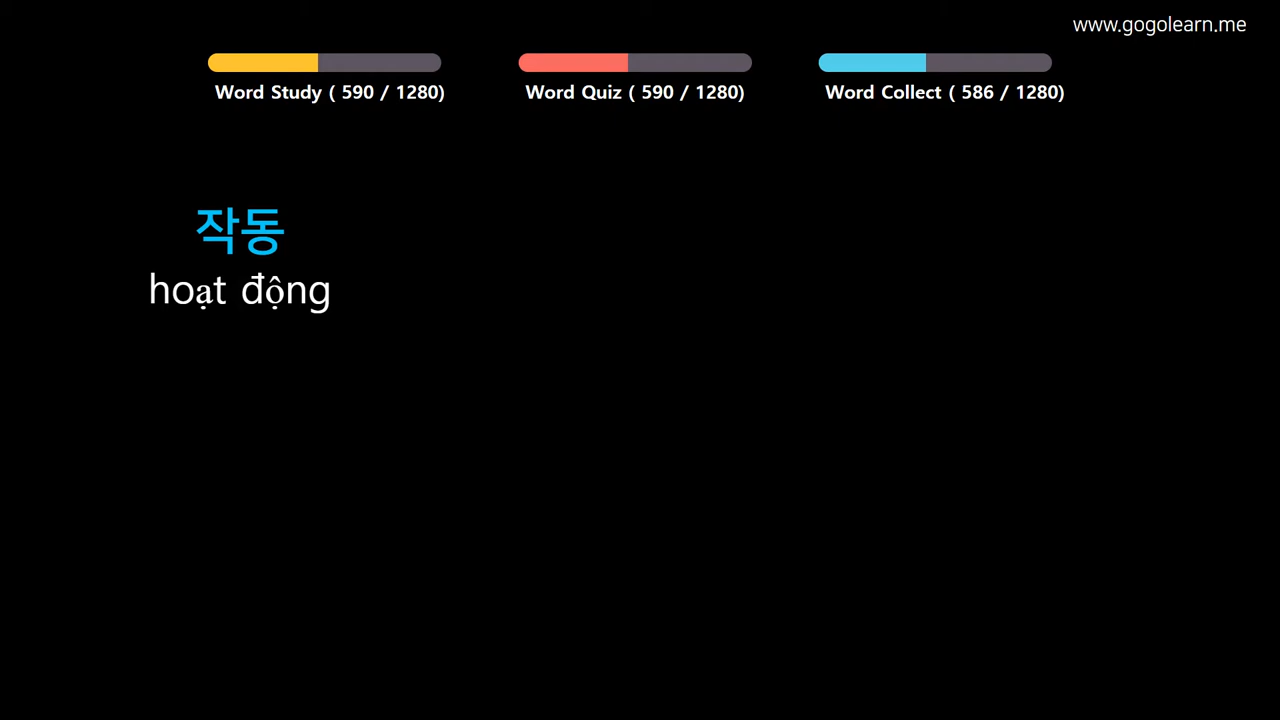 www.gogolearn.me
Word Study ( 590 / 1280)
Word Quiz ( 590 / 1280)
Word Collect ( 586 / 1280)
작동
hoạt động